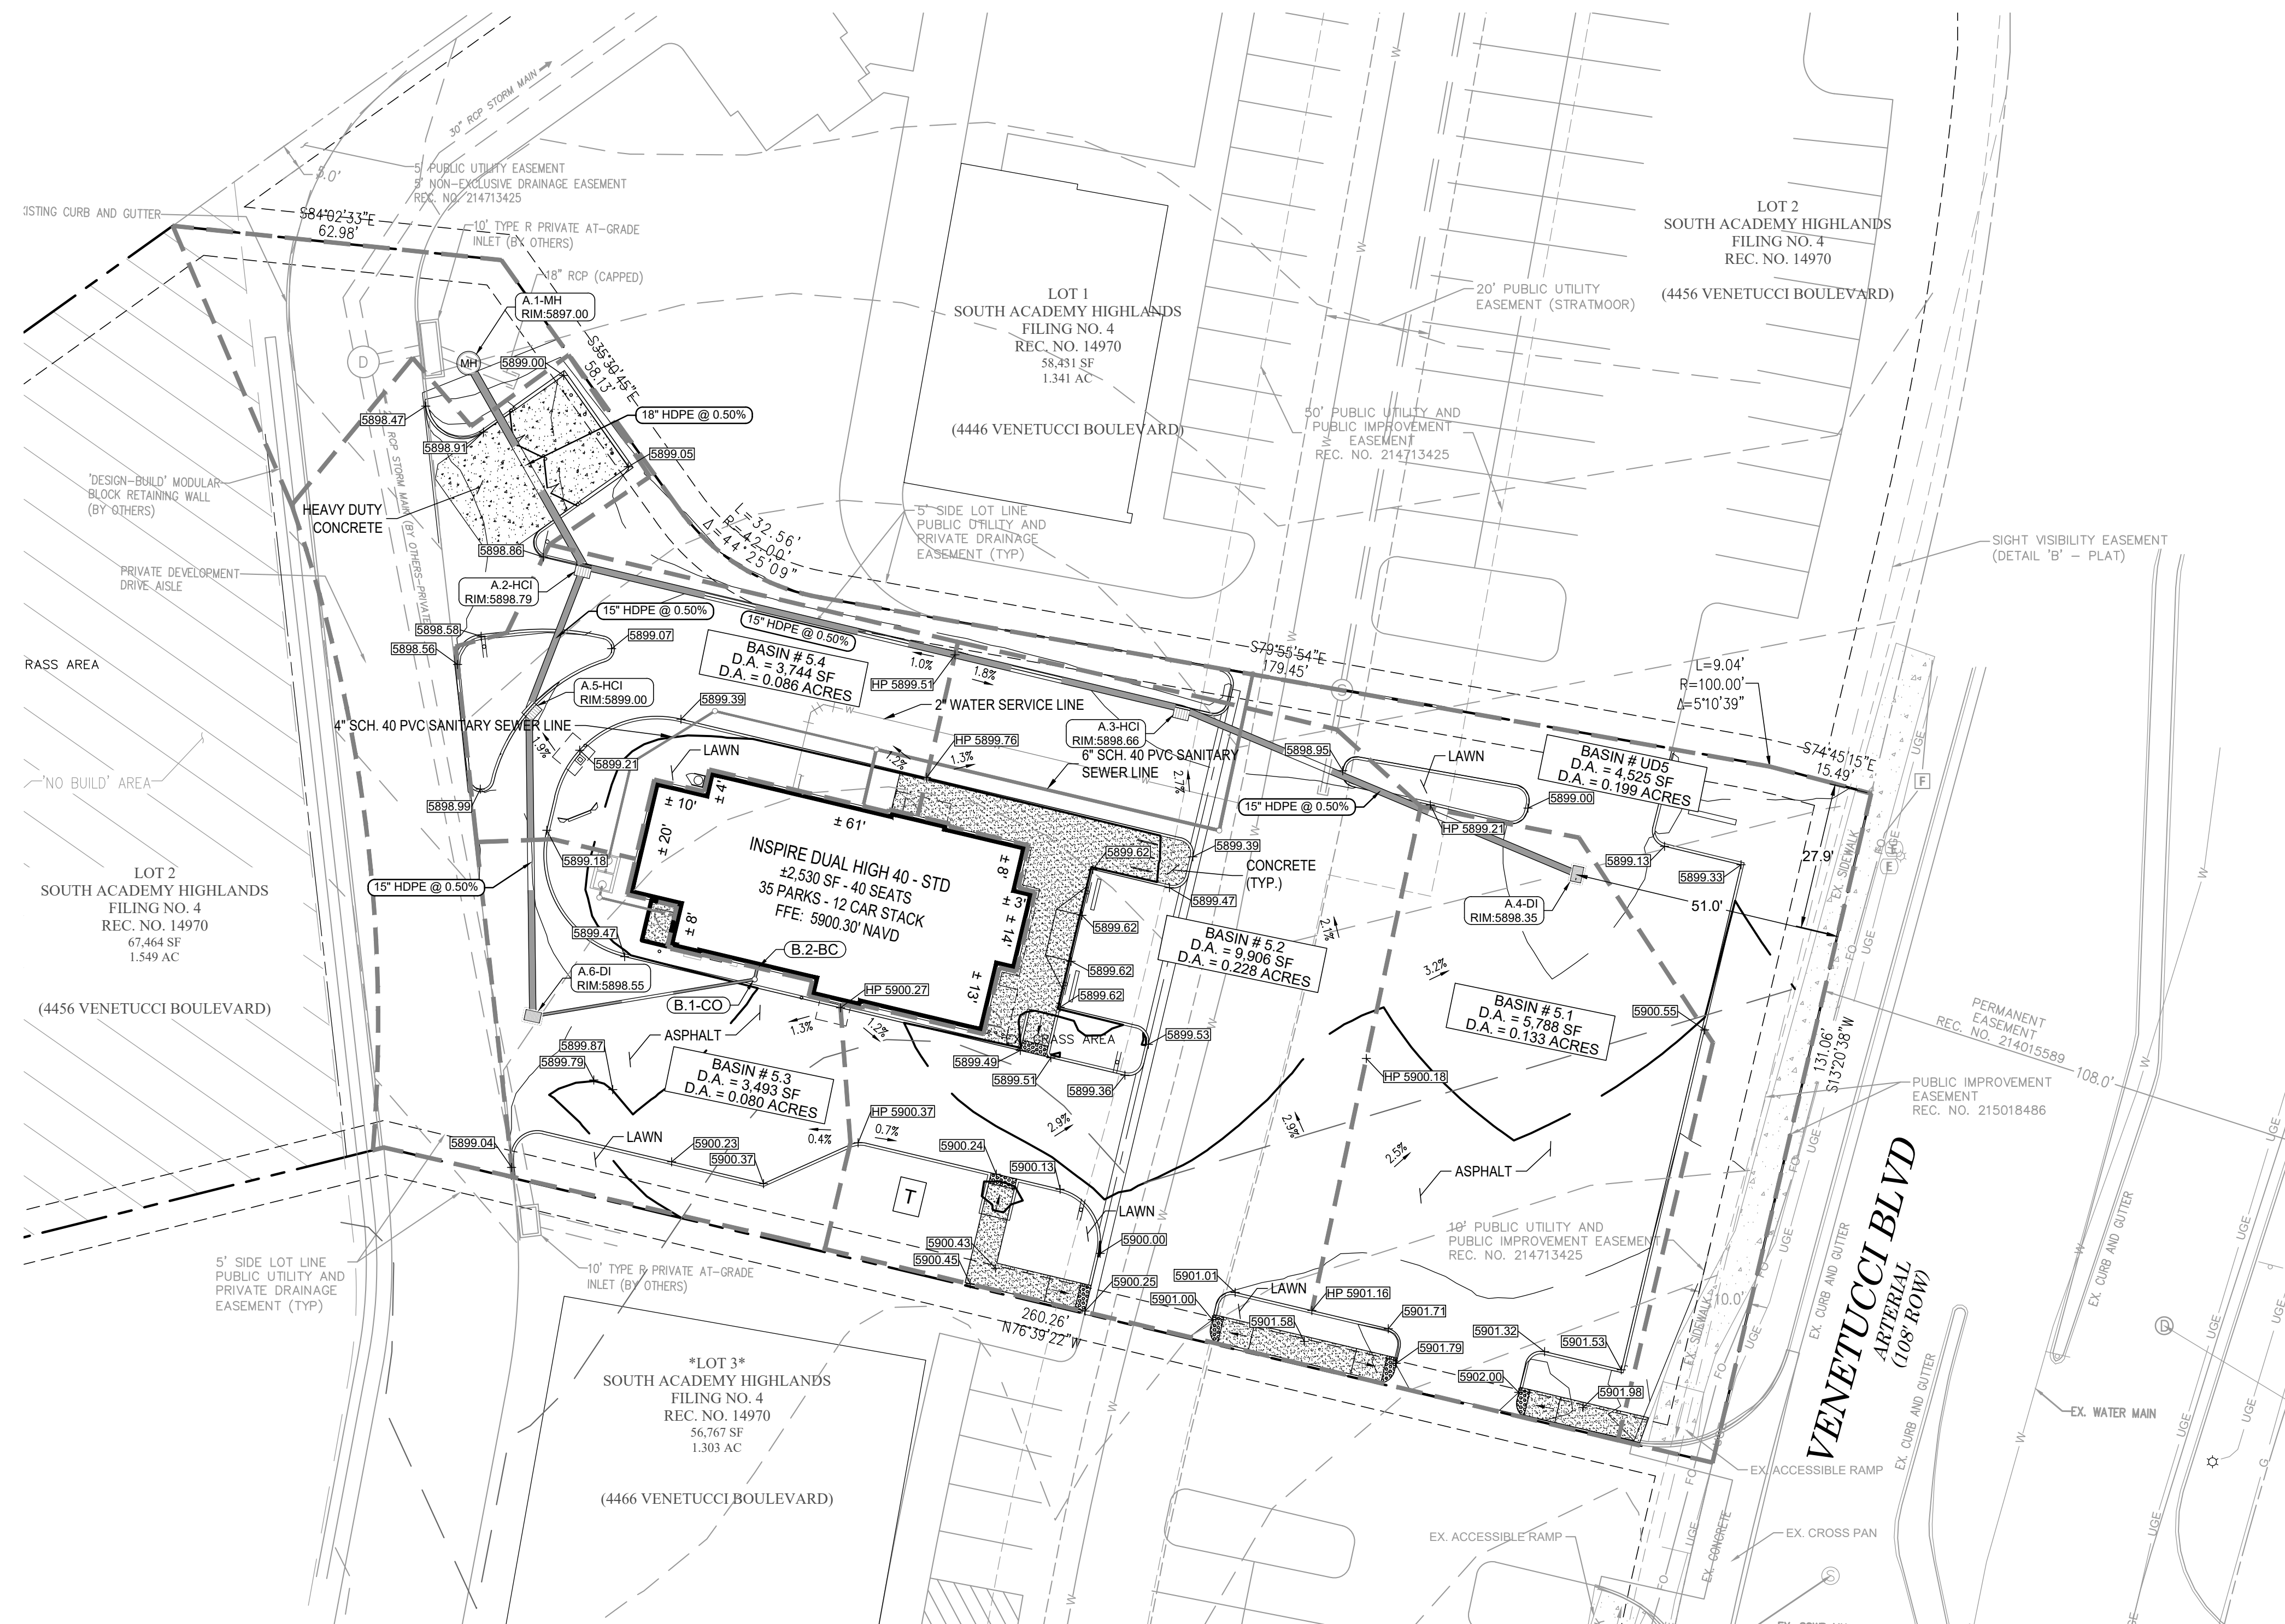 30" RCP STORM MAIN
5.0'
5' PUBLIC UTILITY EASEMENT
5' NON-EXCLUSIVE DRAINAGE EASEMENT
REC. NO. 214713425
ISTING CURB AND GUTTER
S84°02'33"E
62.98'
10' TYPE R PRIVATE AT-GRADE
INLET (BY OTHERS)
18" RCP (CAPPED)
A.1-MH
RIM:5897.00
D
MH
5899.00
S35°30'45"E
58.13'
5898.47
5898.91
18" HDPE @ 0.50%
5899.05
'DESIGN-BUILD' MODULAR
BLOCK RETAINING WALL
(BY OTHERS)
HEAVY DUTY
CONCRETE
RCP STORM MAIN (BY OTHERS-PRIVATE
5898.86
L=32.56'
R=42.00'
Δ=44°25'09"
PRIVATE DEVELOPMENT
DRIVE AISLE
A.2-HCI
RIM:5898.79
15" HDPE @ 0.50%
15" HDPE @ 0.50%
5898.58
5898.56
5899.07
RASS AREA
LOT 1
SOUTH ACADEMY HIGHLANDS
FILING NO. 4
REC. NO. 14970
58,431 SF
1.341 AC
(4446 VENETUCCI BOULEVARD)
5' SIDE LOT LINE
PUBLIC UTILITY AND
PRIVATE DRAINAGE
EASEMENT (TYP)
LOT 2
SOUTH ACADEMY HIGHLANDS
FILING NO. 4
REC. NO. 14970
(4456 VENETUCCI BOULEVARD)
20' PUBLIC UTILITY
EASEMENT (STRATMOOR)
50' PUBLIC UTILITY AND
PUBLIC IMPROVEMENT
EASEMENT
REC. NO. 214713425
SIGHT VISIBILITY EASEMENT
(DETAIL 'B' - PLAT)
BASIN # 5.4
D.A. = 3,744 SF
D.A. = 0.086 ACRES
1.0%
HP 5899.51
1.8%
S79°55'54"E
179.45'
S
L=9.04'
R=100.00'
Δ=5°10'39"
S74°45'15"E
15.49'
A.5-HCI
RIM:5899.00
5899.39
2" WATER SERVICE LINE
4" SCH. 40 PVC SANITARY SEWER LINE
1.9%
LAWN
5899.21
1.2%
HP 5899.76
1.3%
A.3-HCI
RIM:5898.66
6" SCH. 40 PVC SANITARY
SEWER LINE
2.7%
5898.95
LAWN
BASIN # UD5
D.A. = 4,525 SF
D.A. = 0.199 ACRES
F
'NO BUILD' AREA
5898.99
± 10'
± 4'
± 61'
± 20'
15" HDPE @ 0.50%
5899.00
HP 5899.21
INSPIRE DUAL HIGH 40 - STD
±2,530 SF - 40 SEATS
35 PARKS - 12 CAR STACK
FFE: 5900.30' NAVD
± 8'
± 3'
± 14'
± 13'
± 8'
5899.62
5899.39
CONCRETE
(TYP.)
5899.47
5899.13
5899.33
27.9'
EX. SIDEWALK
E
A.4-DI
RIM:5898.35
51.0'
5899.18
15" HDPE @ 0.50%
LOT 2
SOUTH ACADEMY HIGHLANDS
FILING NO. 4
REC. NO. 14970
67,464 SF
1.549 AC
(4456 VENETUCCI BOULEVARD)
5899.47
A.6-DI
RIM:5898.55
B.2-BC
B.1-CO
HP 5900.27
5899.62
5899.62
5899.62
BASIN # 5.2
D.A. = 9,906 SF
D.A. = 0.228 ACRES
2.1%
3.2%
BASIN # 5.1
D.A. = 5,788 SF
D.A. = 0.133 ACRES
5900.55
1.3%
1.2%
ASPHALT
GRASS AREA
5899.53
5899.49
5899.51
5899.36
5899.87
5899.79
BASIN # 5.3
D.A. = 3,493 SF
D.A. = 0.080 ACRES
HP 5900.18
131.06'
S13°20'38"W
PERMANENT
EASEMENT
REC. NO. 214015589
108.0'
PUBLIC IMPROVEMENT
EASEMENT
REC. NO. 215018486
5899.04
LAWN
5900.23
5900.37
0.4%
HP 5900.37
0.7%
2.9%
2.9%
2.5%
ASPHALT
5900.24
5900.13
T
LAWN
5900.00
5900.43
5900.45
5900.25
260.26'
N76°39'22"W
10' PUBLIC UTILITY AND
PUBLIC IMPROVEMENT EASEMENT
REC. NO. 214713425
5901.01
5901.00
LAWN
HP 5901.16
5901.58
5901.71
5901.79
5901.32
5901.53
5902.00
5901.98
10.0'
EX. SIDEWALK
VENETUCCI BLVD
ARTERIAL
(108' ROW)
EX. CURB AND GUTTER
EX. CURB AND GUTTER
EX. CURB AND GUTTER
D
EX. WATER MAIN
5' SIDE LOT LINE
PUBLIC UTILITY AND
PRIVATE DRAINAGE
EASEMENT (TYP)
10' TYPE R PRIVATE AT-GRADE
INLET (BY OTHERS)
*LOT 3*
SOUTH ACADEMY HIGHLANDS
FILING NO. 4
REC. NO. 14970
56,767 SF
1.303 AC
(4466 VENETUCCI BOULEVARD)
EX. ACCESSIBLE RAMP
EX. ACCESSIBLE RAMP
EX. CROSS PAN
EX. CONCRETE
S
W
UGE
FO
G